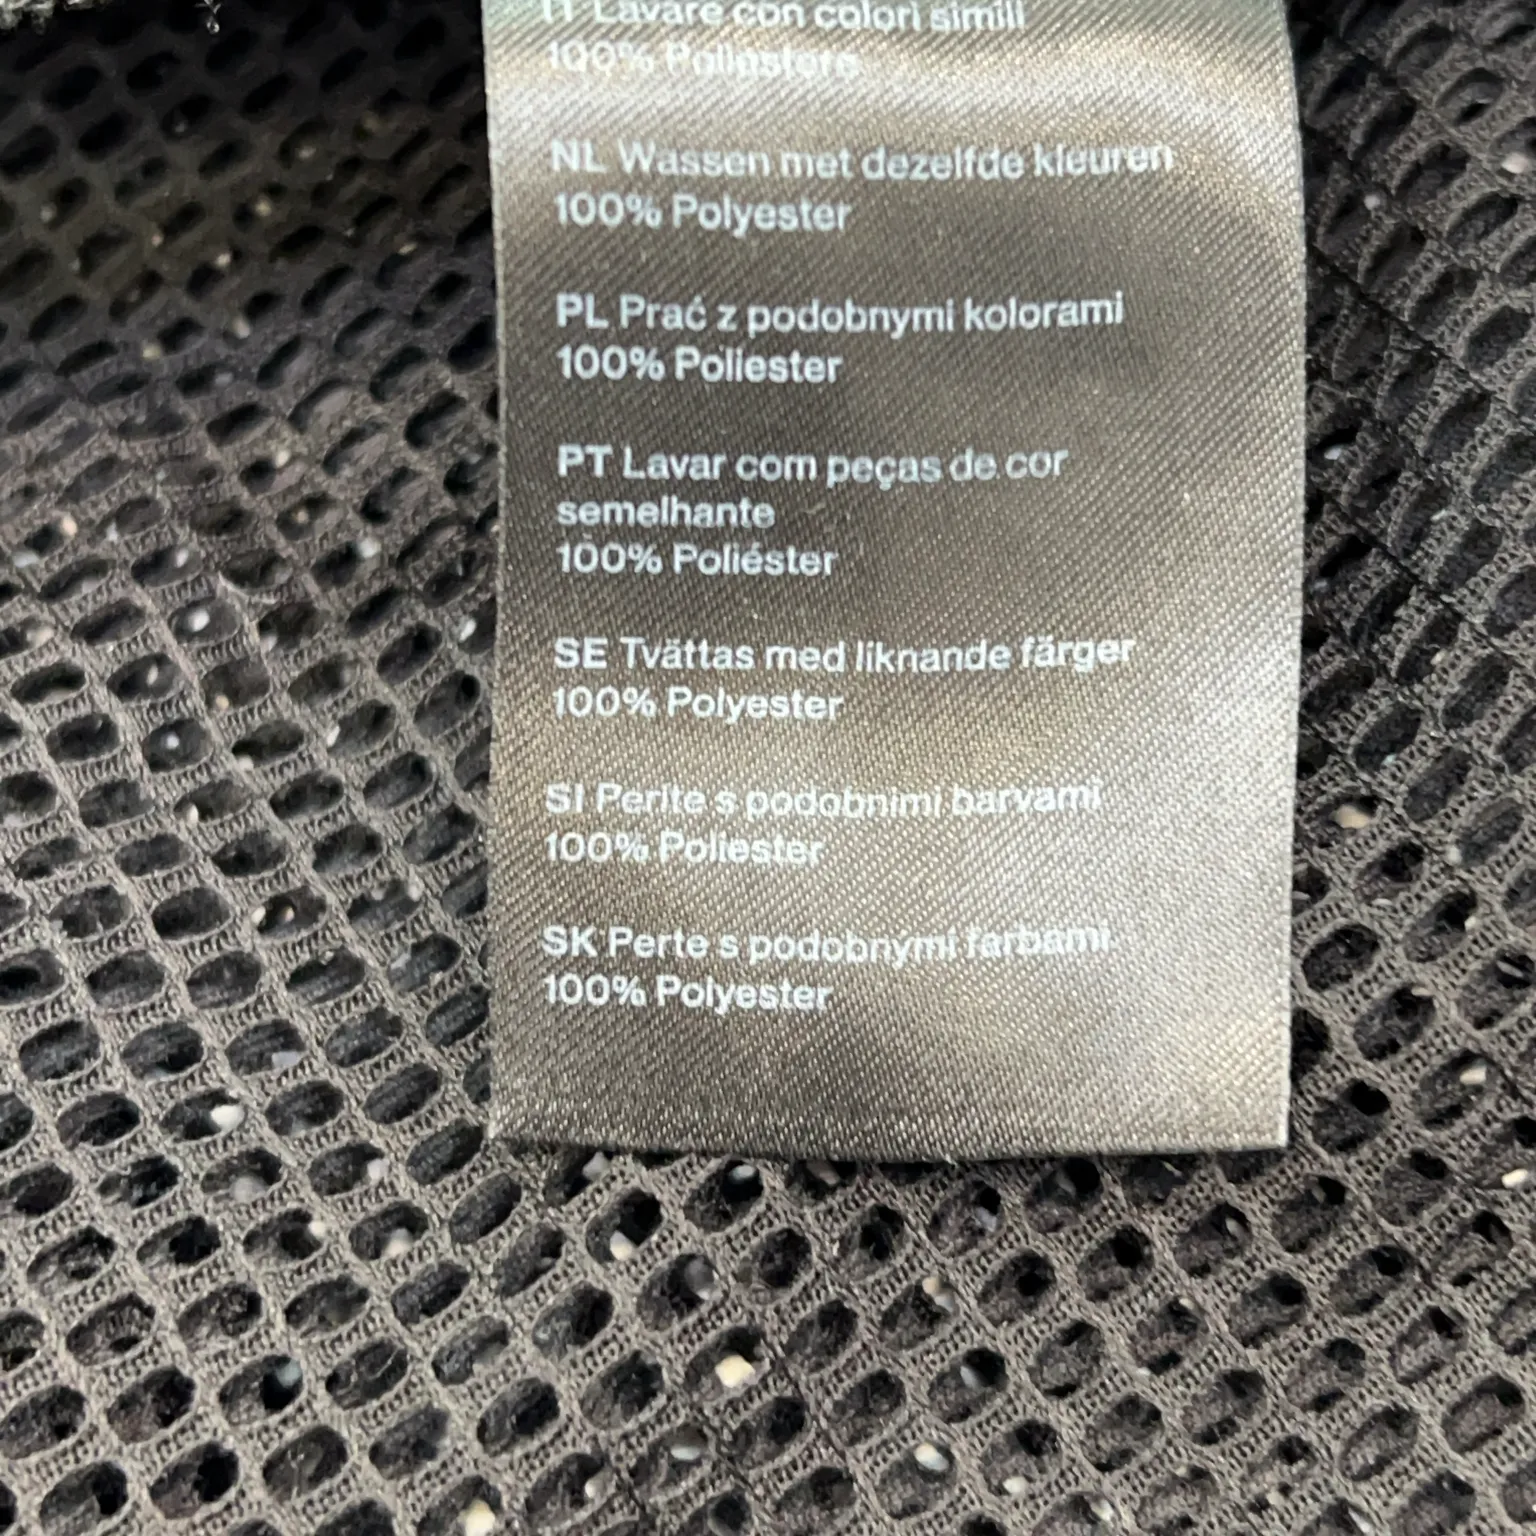 IT Lavare con colori simili
100% Poliestere
NL Wassen met dezelfde kleuren
100% Polyester
PL Prać z podobnymi kolorami
100% Poliester
PT Lavar com peças de cor
semelhante
100% Poliéster
SE Tvättas med liknande färger
100% Polyester
SI Perite s podobnimi barvami
100% Poliester
SK Perte s podobnymi farbami
100% Polyester